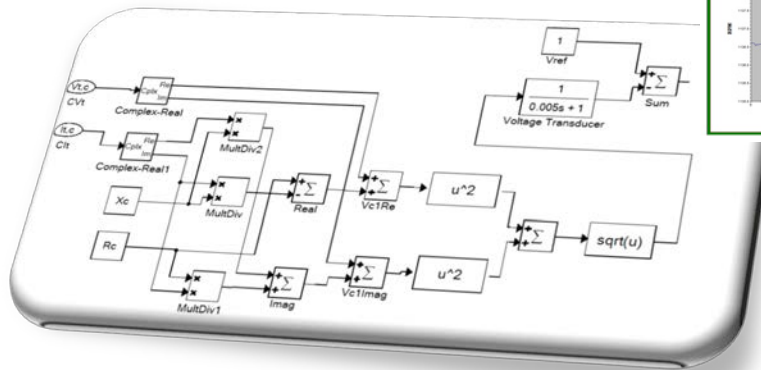 1
Vref
Vt,c
CVt
Re
Cplx
Im
Complex-Real
1
0.005s + 1
Voltage Transducer
+
-
Σ
Sum
It,c
CIt
Re
Cplx
Im
Complex-Real1
×
×
MultDiv2
Xc
×
×
MultDiv
+
-
Σ
Real
+
+
Σ
Vc1Re
u^2
Rc
×
×
MultDiv1
+
+
Σ
Imag
+
+
Σ
Vc1Imag
u^2
+
+
Σ
sqrt(u)